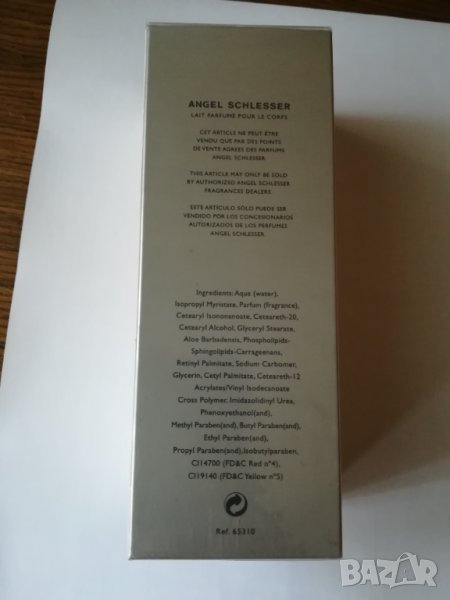 ANGEL SCHLESSER
LAIT PARFUMÉ POUR LE CORPS
CET ARTICLE NE PEUT ÊTRE
VENDU QUE PAR DES POINTS
DE VENTE AGREÉS DES PARFUMS
ANGEL SCHLESSER.
THIS ARTICLE MAY ONLY BE SOLD
BY AUTHORIZED ANGEL SCHLESSER
FRAGRANCES DEALERS.
ESTE ARTÍCULO SÓLO PUEDE SER
VENDIDO POR LOS CONCESIONARIOS
AUTORIZADOS DE LOS PERFUMES
ANGEL SCHLESSER.
Ingredients: Aqua (water),
Isopropyl Myristate, Parfum (fragrance),
Cetearyl Isononanoate, Ceteareth-20,
Cetearyl Alcohol, Glyceryl Stearate,
Aloe Barbadensis, Phospholipids-
Sphingolipids-Carrageenans,
Retinyl Palmitate, Sodium Carbomer,
Glycerin, Cetyl Palmitate, Ceteareth-12
Acrylates/Vinyl Isodecanoate
Cross Polymer, Imidazolidinyl Urea,
Phenoxyethanol(and),
Methyl Paraben(and), Butyl Paraben(and),
Ethyl Paraben(and),
Propyl Paraben(and),Isobutylparaben,
CI14700 (FD&C Red nº4),
CI19140 (FD&C Yellow nº5)
Ref. 65310
BAZAR